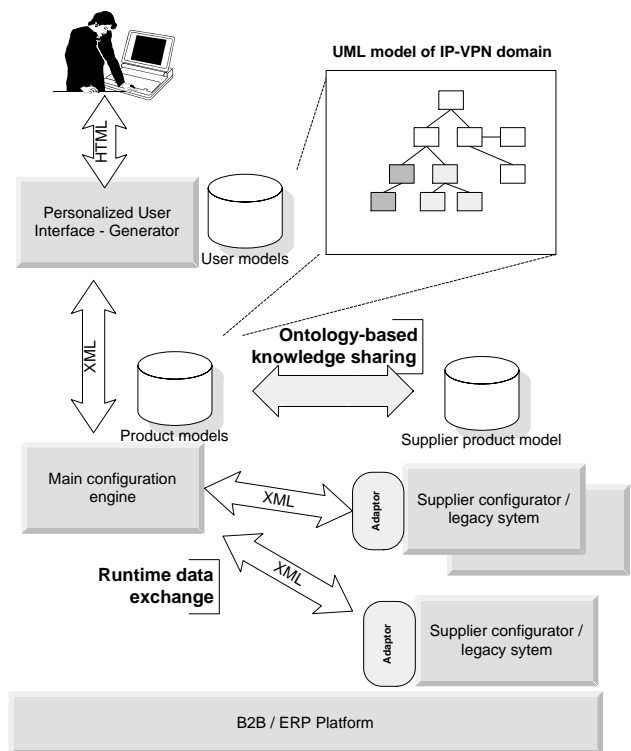 UML model of IP-VPN domain
HTML
Personalized User
Interface - Generator
User models
XML
Ontology-based
knowledge sharing
Product models
Supplier product model
Main configuration
engine
XML
Adaptor
Supplier configurator /
legacy sytem
Runtime data
exchange
XML
Adaptor
Supplier configurator /
legacy sytem
B2B / ERP Platform